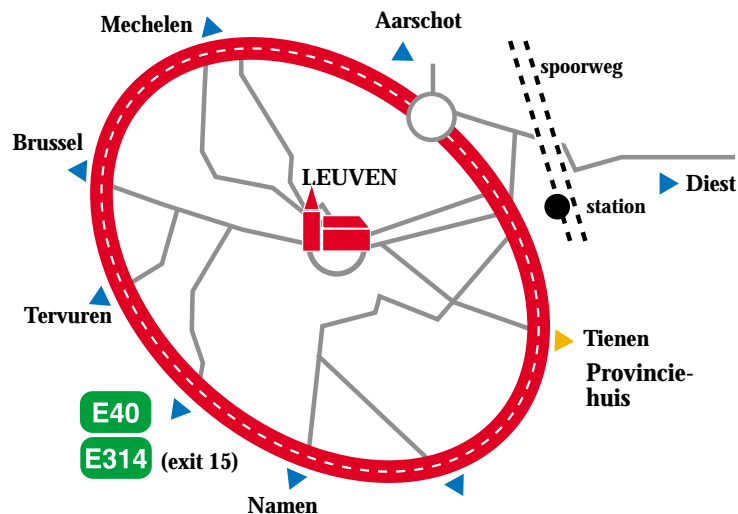 Mechelen
Aarschot
spoorweg
Brussel
LEUVEN
Diest
station
Tervuren
Tienen
Provincie-
huis
E40
E314 (exit 15)
Namen